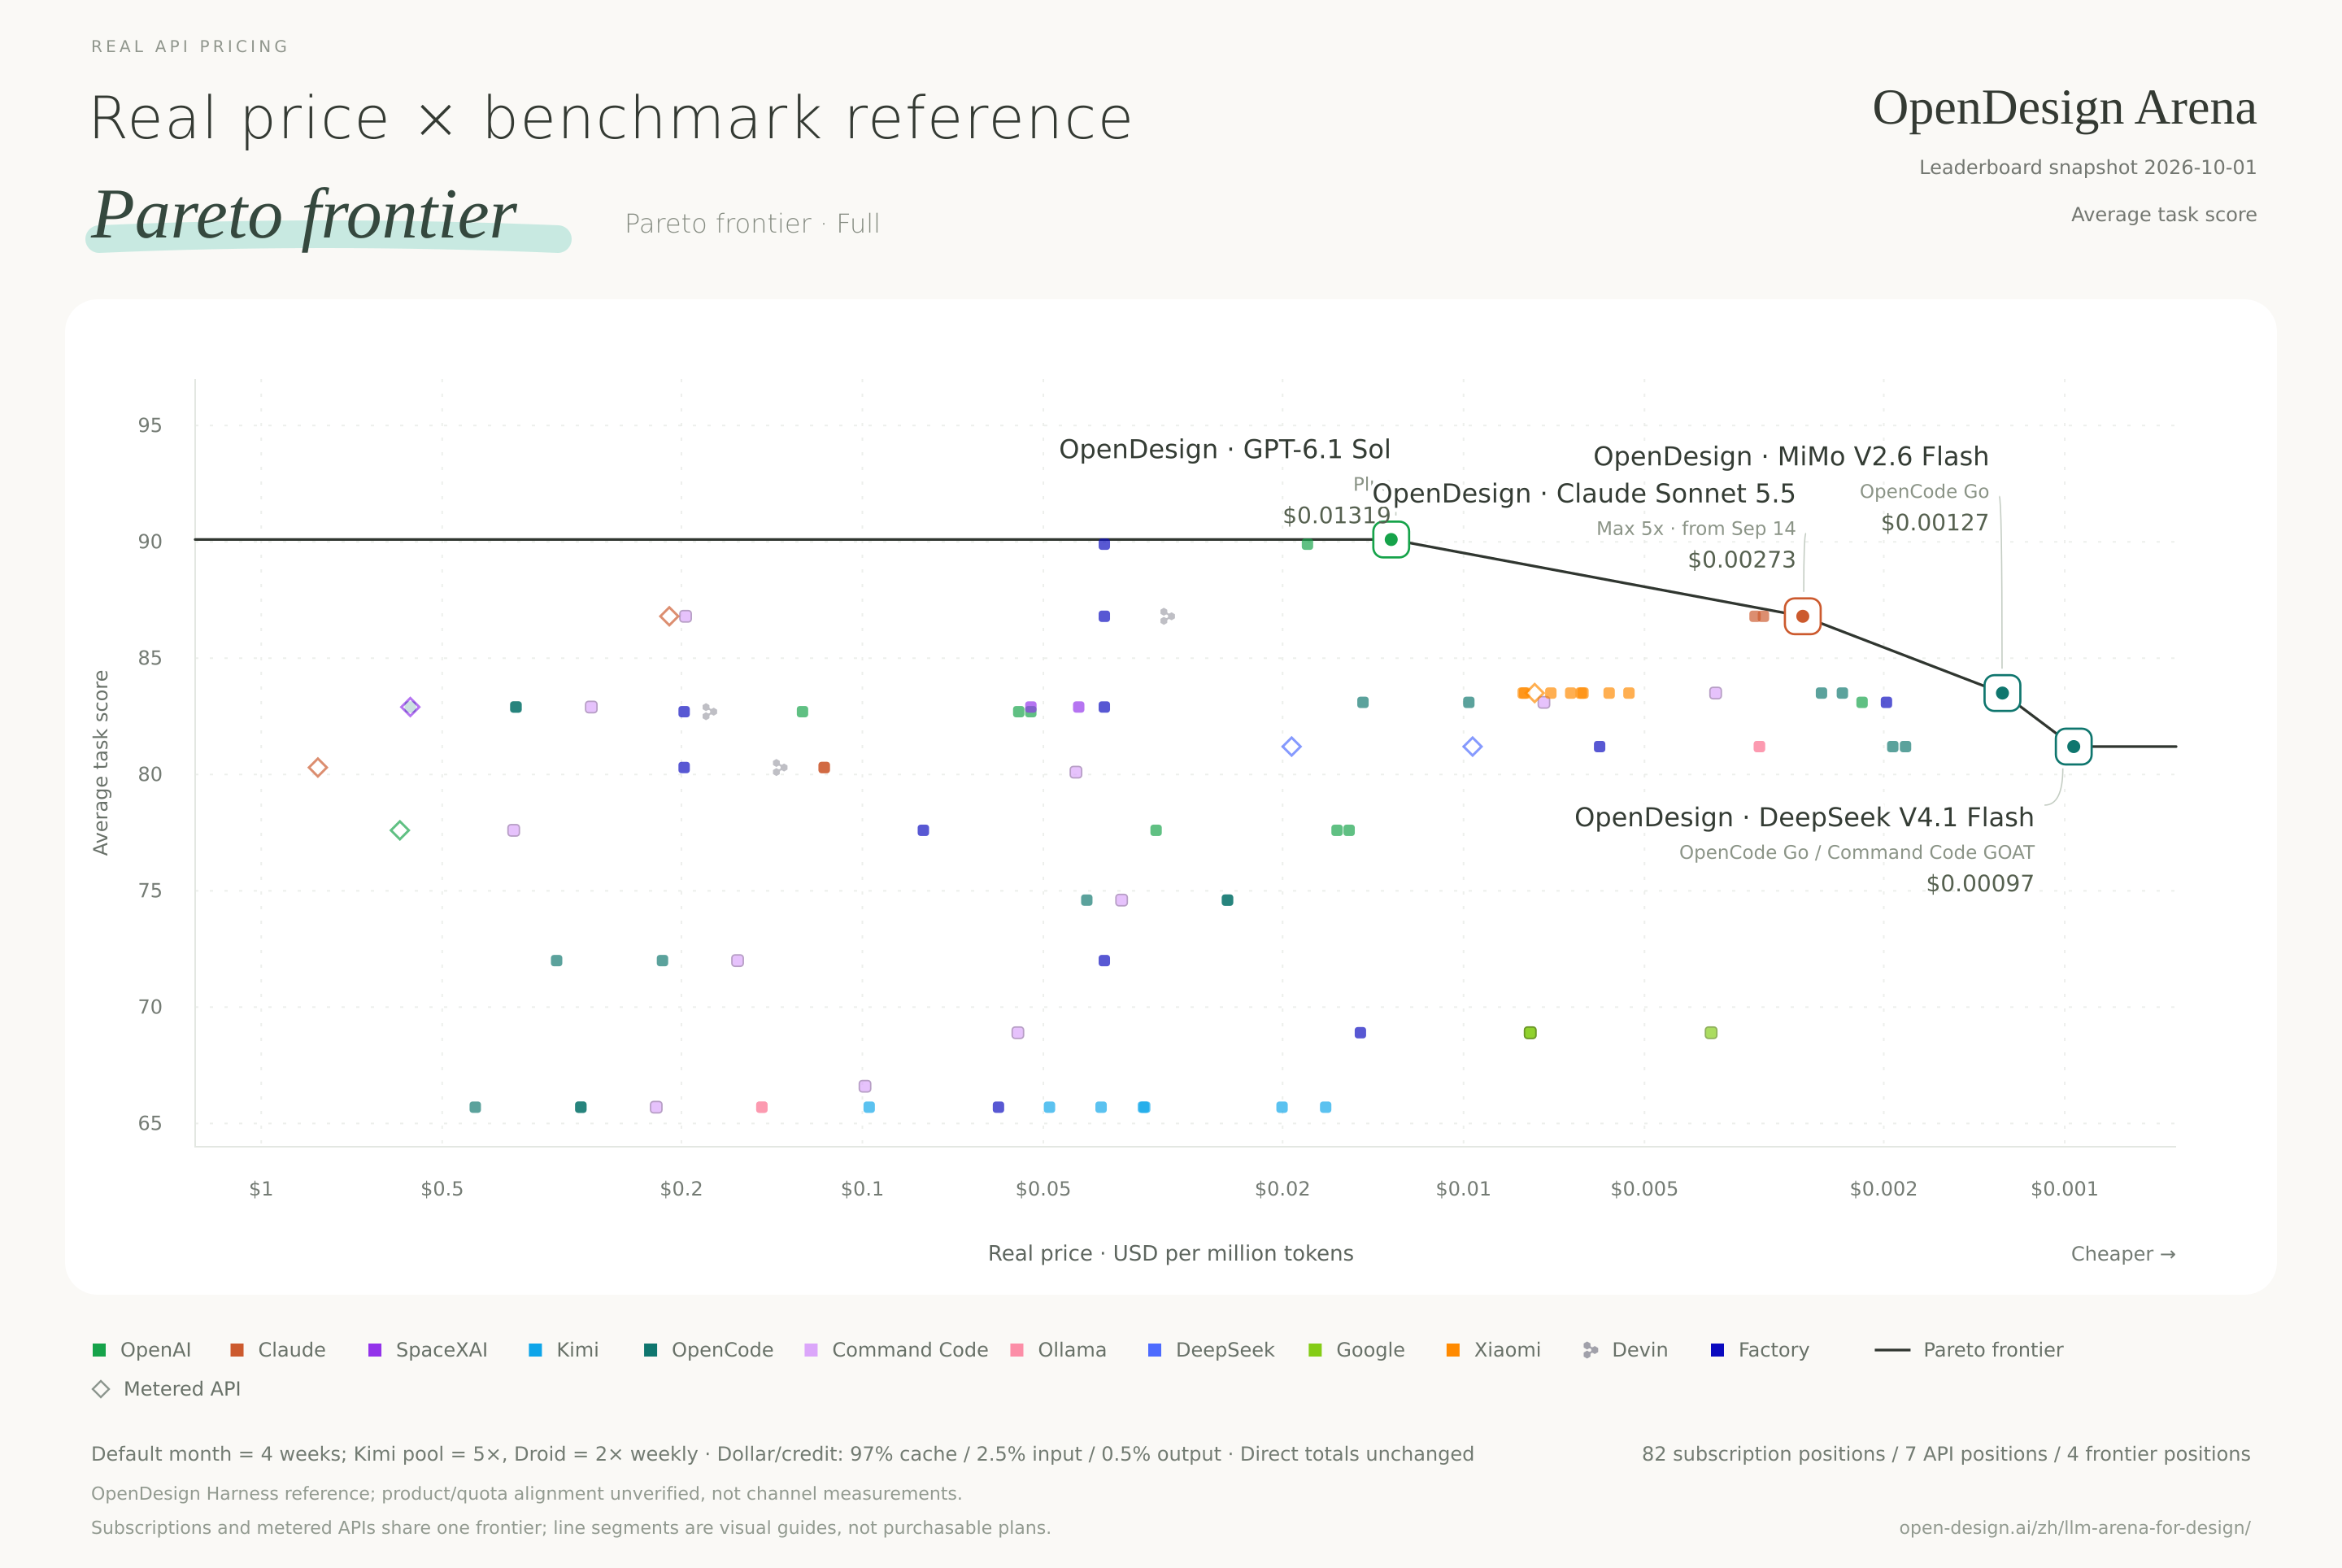 REAL API PRICING
Real price × benchmark reference
OpenDesign Arena
Leaderboard snapshot 2026-10-01
Pareto frontier
Pareto frontier · Full
Average task score
OpenDesign · GPT-6.1 Sol
$0.01319
OpenDesign · Claude Sonnet 5.5
Max 5x · from Sep 14
$0.00273
OpenDesign · MiMo V2.6 Flash
OpenCode Go
$0.00127
OpenDesign · DeepSeek V4.1 Flash
OpenCode Go / Command Code GOAT
$0.00097
95
90
85
80
75
70
65
Average task score
$1
$0.5
$0.2
$0.1
$0.05
$0.02
$0.01
$0.005
$0.002
$0.001
Real price · USD per million tokens
Cheaper →
OpenAI
Claude
SpaceXAI
Kimi
OpenCode
Command Code
Ollama
DeepSeek
Google
Xiaomi
Devin
Factory
Pareto frontier
Metered API
Default month = 4 weeks; Kimi pool = 5×, Droid = 2× weekly · Dollar/credit: 97% cache / 2.5% input / 0.5% output · Direct totals unchanged
82 subscription positions / 7 API positions / 4 frontier positions
OpenDesign Harness reference; product/quota alignment unverified, not channel measurements.
Subscriptions and metered APIs share one frontier; line segments are visual guides, not purchasable plans.
open-design.ai/zh/llm-arena-for-design/